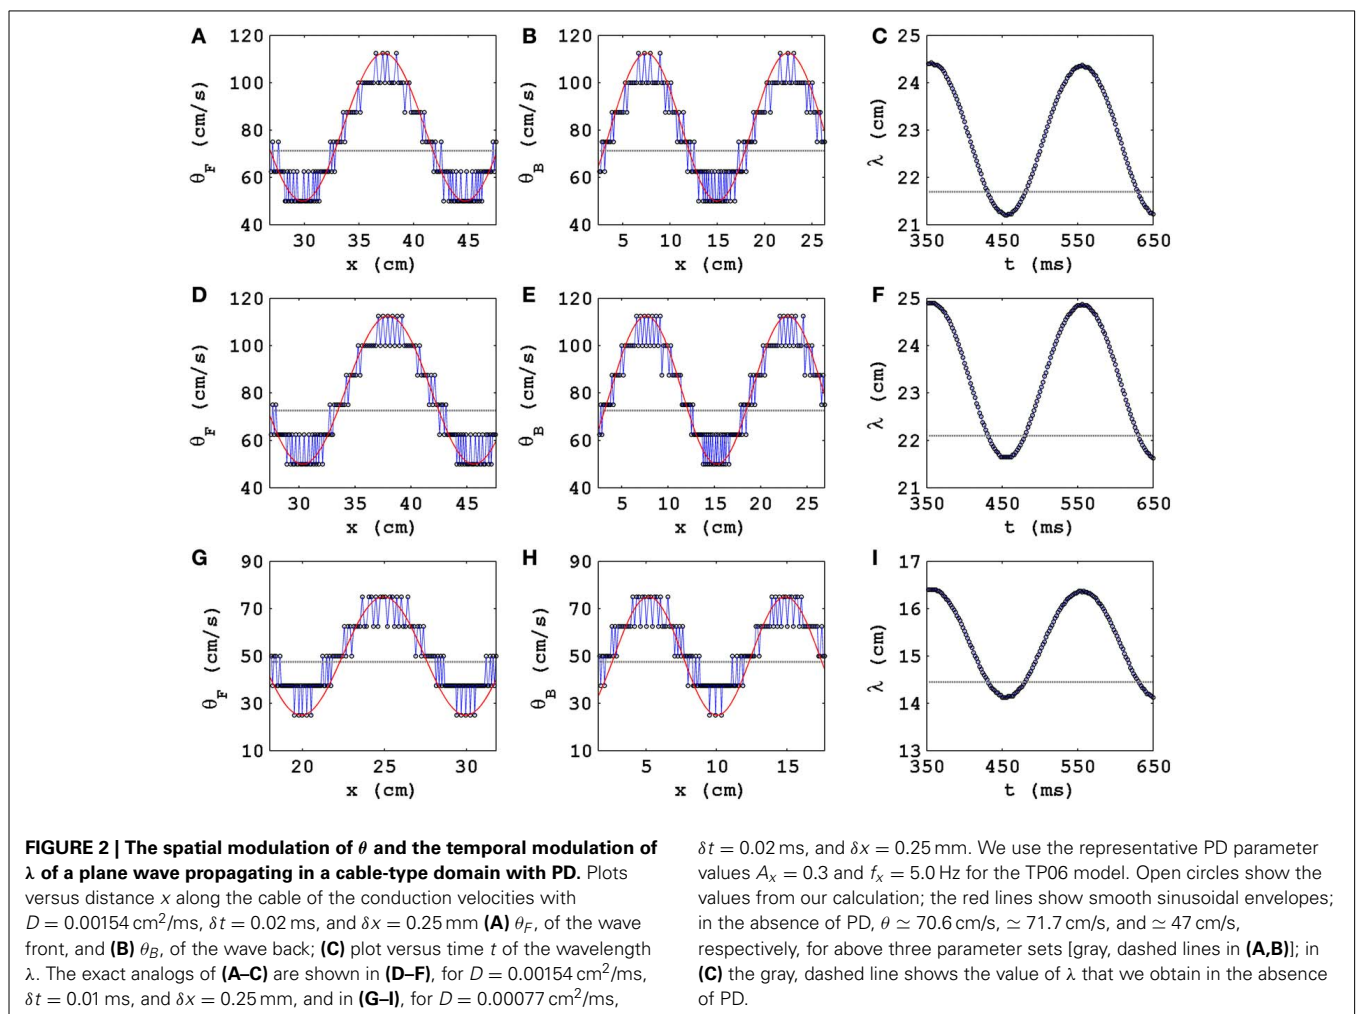 A
120
100
80
60
40
θF (cm/s)
30 35 40 45
x (cm)
B
120
100
80
60
40
θB (cm/s)
5 10 15 20 25
x (cm)
C
25
24
23
22
21
λ (cm)
350 450 550 650
t (ms)
D
120
100
80
60
40
θF (cm/s)
30 35 40 45
x (cm)
E
120
100
80
60
40
θB (cm/s)
5 10 15 20 25
x (cm)
F
25
24
23
22
21
λ (cm)
350 450 550 650
t (ms)
G
90
70
50
30
10
θF (cm/s)
20 25 30
x (cm)
H
90
70
50
30
10
θB (cm/s)
5 10 15
x (cm)
I
17
16
15
14
13
λ (cm)
350 450 550 650
t (ms)
FIGURE 2 | The spatial modulation of θ and the temporal modulation of
λ of a plane wave propagating in a cable-type domain with PD. Plots
versus distance x along the cable of the conduction velocities with
D = 0.00154 cm²/ms, δt = 0.02 ms, and δx = 0.25 mm (A) θF, of the wave
front, and (B) θB, of the wave back; (C) plot versus time t of the wavelength
λ. The exact analogs of (A–C) are shown in (D–F), for D = 0.00154 cm²/ms,
δt = 0.01 ms, and δx = 0.25 mm, and in (G–I), for D = 0.00077 cm²/ms,
δt = 0.02 ms, and δx = 0.25 mm. We use the representative PD parameter
values Ax = 0.3 and fx = 5.0 Hz for the TP06 model. Open circles show the
values from our calculation; the red lines show smooth sinusoidal envelopes;
in the absence of PD, θ ≃ 70.6 cm/s, ≃ 71.7 cm/s, and ≃ 47 cm/s,
respectively, for above three parameter sets [gray, dashed lines in (A,B)]; in
(C) the gray, dashed line shows the value of λ that we obtain in the absence
of PD.